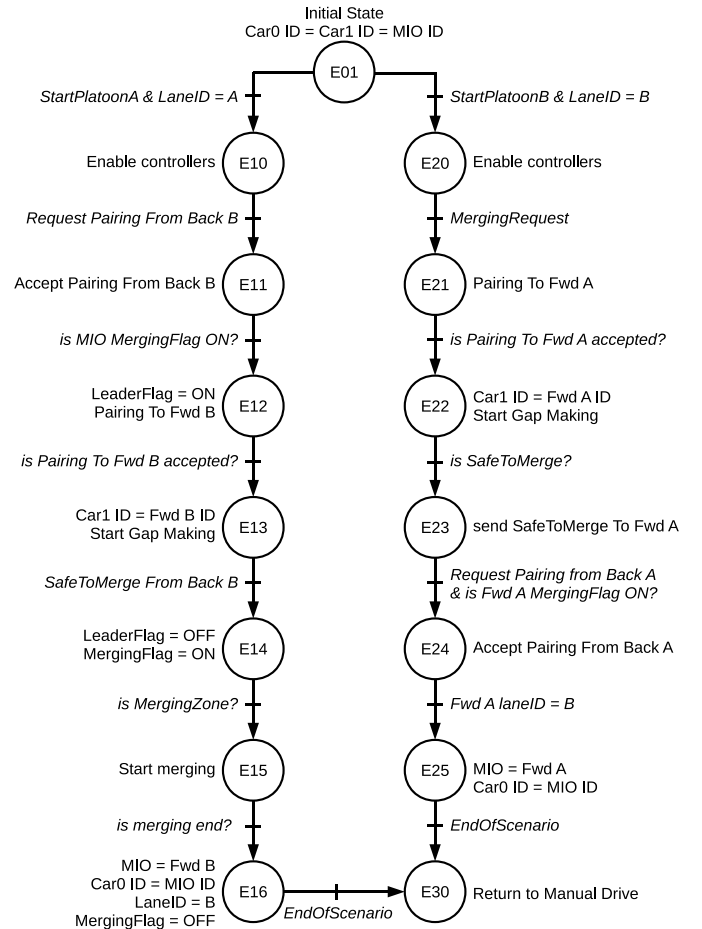 Initial State
Car0 ID = Car1 ID = MIO ID
E01
StartPlatoonA & LaneID = A
StartPlatoonB & LaneID = B
Enable controllers
E10
E20
Enable controllers
Request Pairing From Back B
MergingRequest
Accept Pairing From Back B
E11
E21
Pairing To Fwd A
is MIO MergingFlag ON?
is Pairing To Fwd A accepted?
LeaderFlag = ON
Pairing To Fwd B
E12
E22
Car1 ID = Fwd A ID
Start Gap Making
is Pairing To Fwd B accepted?
is SafeToMerge?
Car1 ID = Fwd B ID
Start Gap Making
E13
E23
send SafeToMerge To Fwd A
SafeToMerge From Back B
Request Pairing from Back A
& is Fwd A MergingFlag ON?
LeaderFlag = OFF
MergingFlag = ON
E14
E24
Accept Pairing From Back A
is MergingZone?
Fwd A laneID = B
Start merging
E15
E25
MIO = Fwd A
Car0 ID = MIO ID
is merging end?
EndOfScenario
MIO = Fwd B
Car0 ID = MIO ID
LaneID = B
MergingFlag = OFF
E16
EndOfScenario
E30
Return to Manual Drive